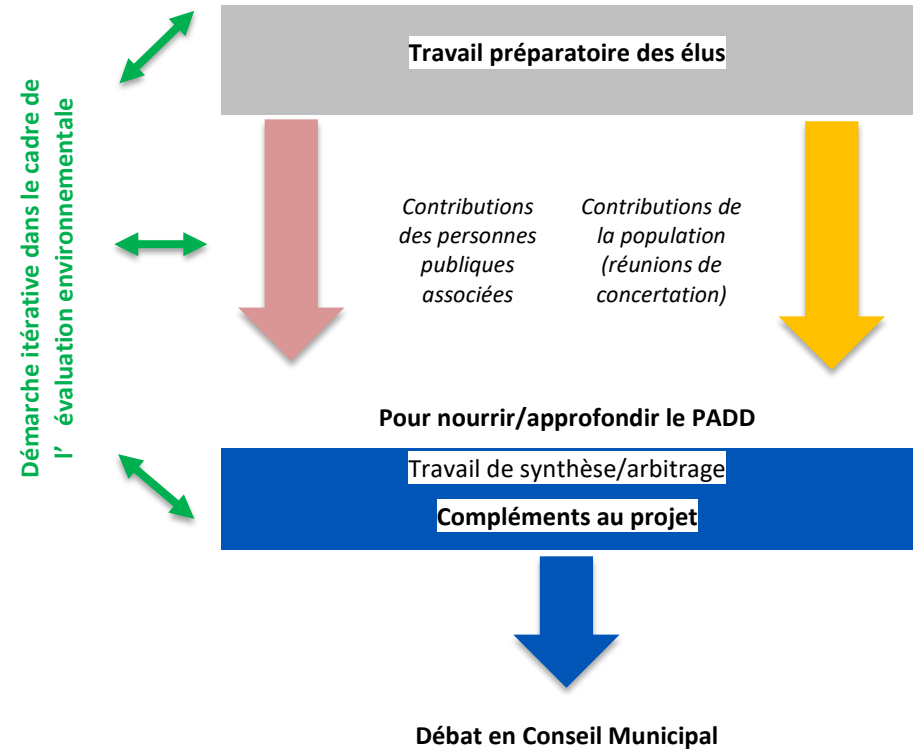 Travail préparatoire des élus
Démarche itérative dans le cadre de
l’ évaluation environnementale
Contributions
des personnes
publiques
associées
Contributions de
la population
(réunions de
concertation)
Pour nourrir/approfondir le PADD
Travail de synthèse/arbitrage
Compléments au projet
Débat en Conseil Municipal